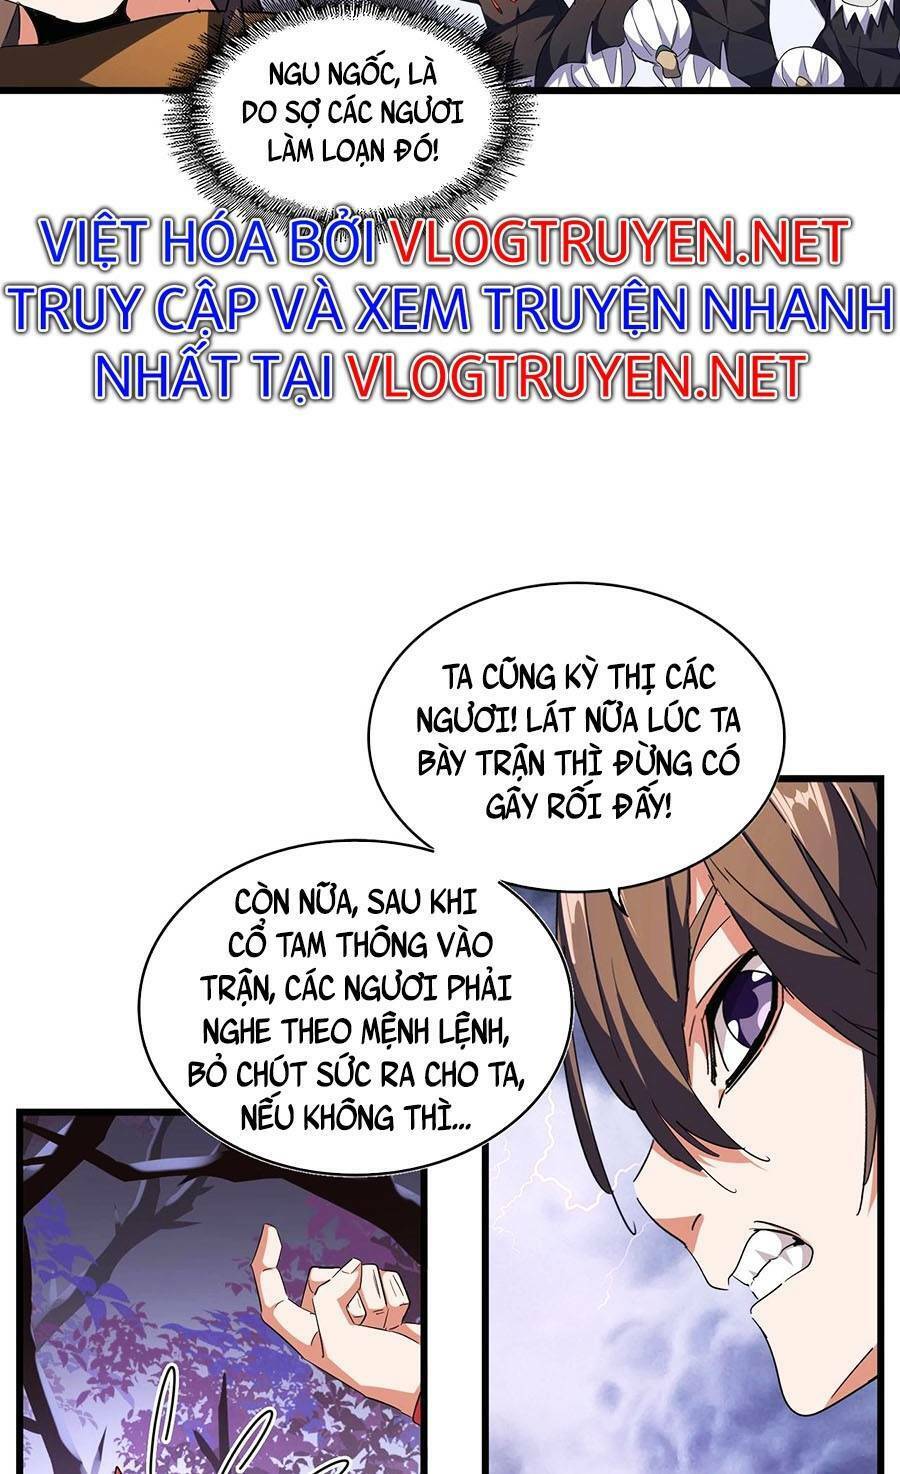 NGU NGỐC, LÀ
DO SỢ CÁC NGƯƠI
LÀM LOẠN ĐÓ!
VIỆT HÓA BỞI VLOGTRUYEN.NET
TRUY CẬP VÀ XEM TRUYỆN NHANH
NHẤT TẠI VLOGTRUYEN.NET
TA CŨNG KỲ THỊ CÁC
NGƯƠI! LÁT NỮA LÚC TA
BÀY TRẬN THÌ ĐỪNG CÓ
GÂY RỐI ĐẤY!
CÒN NỮA, SAU KHI
CỔ TAM THÔNG VÀO
TRẬN, CÁC NGƯƠI PHẢI
NGHE THEO MỆNH LỆNH,
BỎ CHÚT SỨC RA CHO TA,
NẾU KHÔNG THÌ...